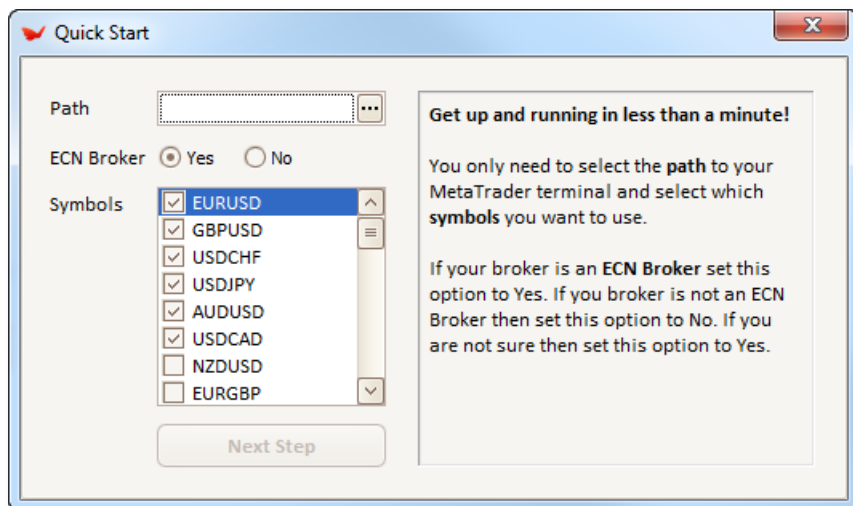 Quick Start
Path
ECN Broker Yes No
Symbols
EURUSD
GBPUSD
USDCHF
USDJPY
AUDUSD
USDCAD
NZDUSD
EURGBP
Next Step
Get up and running in less than a minute!
You only need to select the path to your
MetaTrader terminal and select which
symbols you want to use.
If your broker is an ECN Broker set this
option to Yes. If you broker is not an ECN
Broker then set this option to No. If you
are not sure then set this option to Yes.